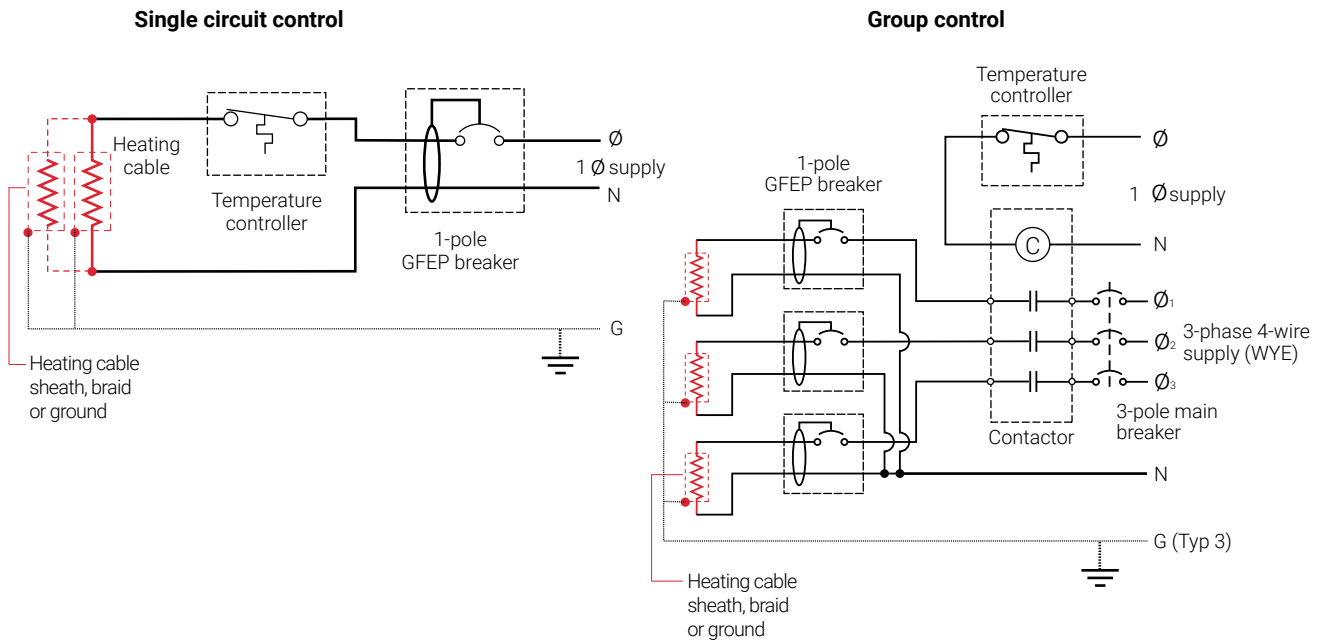 Single circuit control
Heating
cable
Temperature
controller
1-pole
GFEP breaker
Ø
1 Ø supply
N
G
Heating cable
sheath, braid
or ground
Group control
Temperature
controller
Ø
1 Ø supply
N
1-pole
GFEP breaker
C
Ø1
Ø2
Ø3
3-phase 4-wire
supply (WYE)
3-pole main
breaker
Contactor
N
G (Typ 3)
Heating cable
sheath, braid
or ground